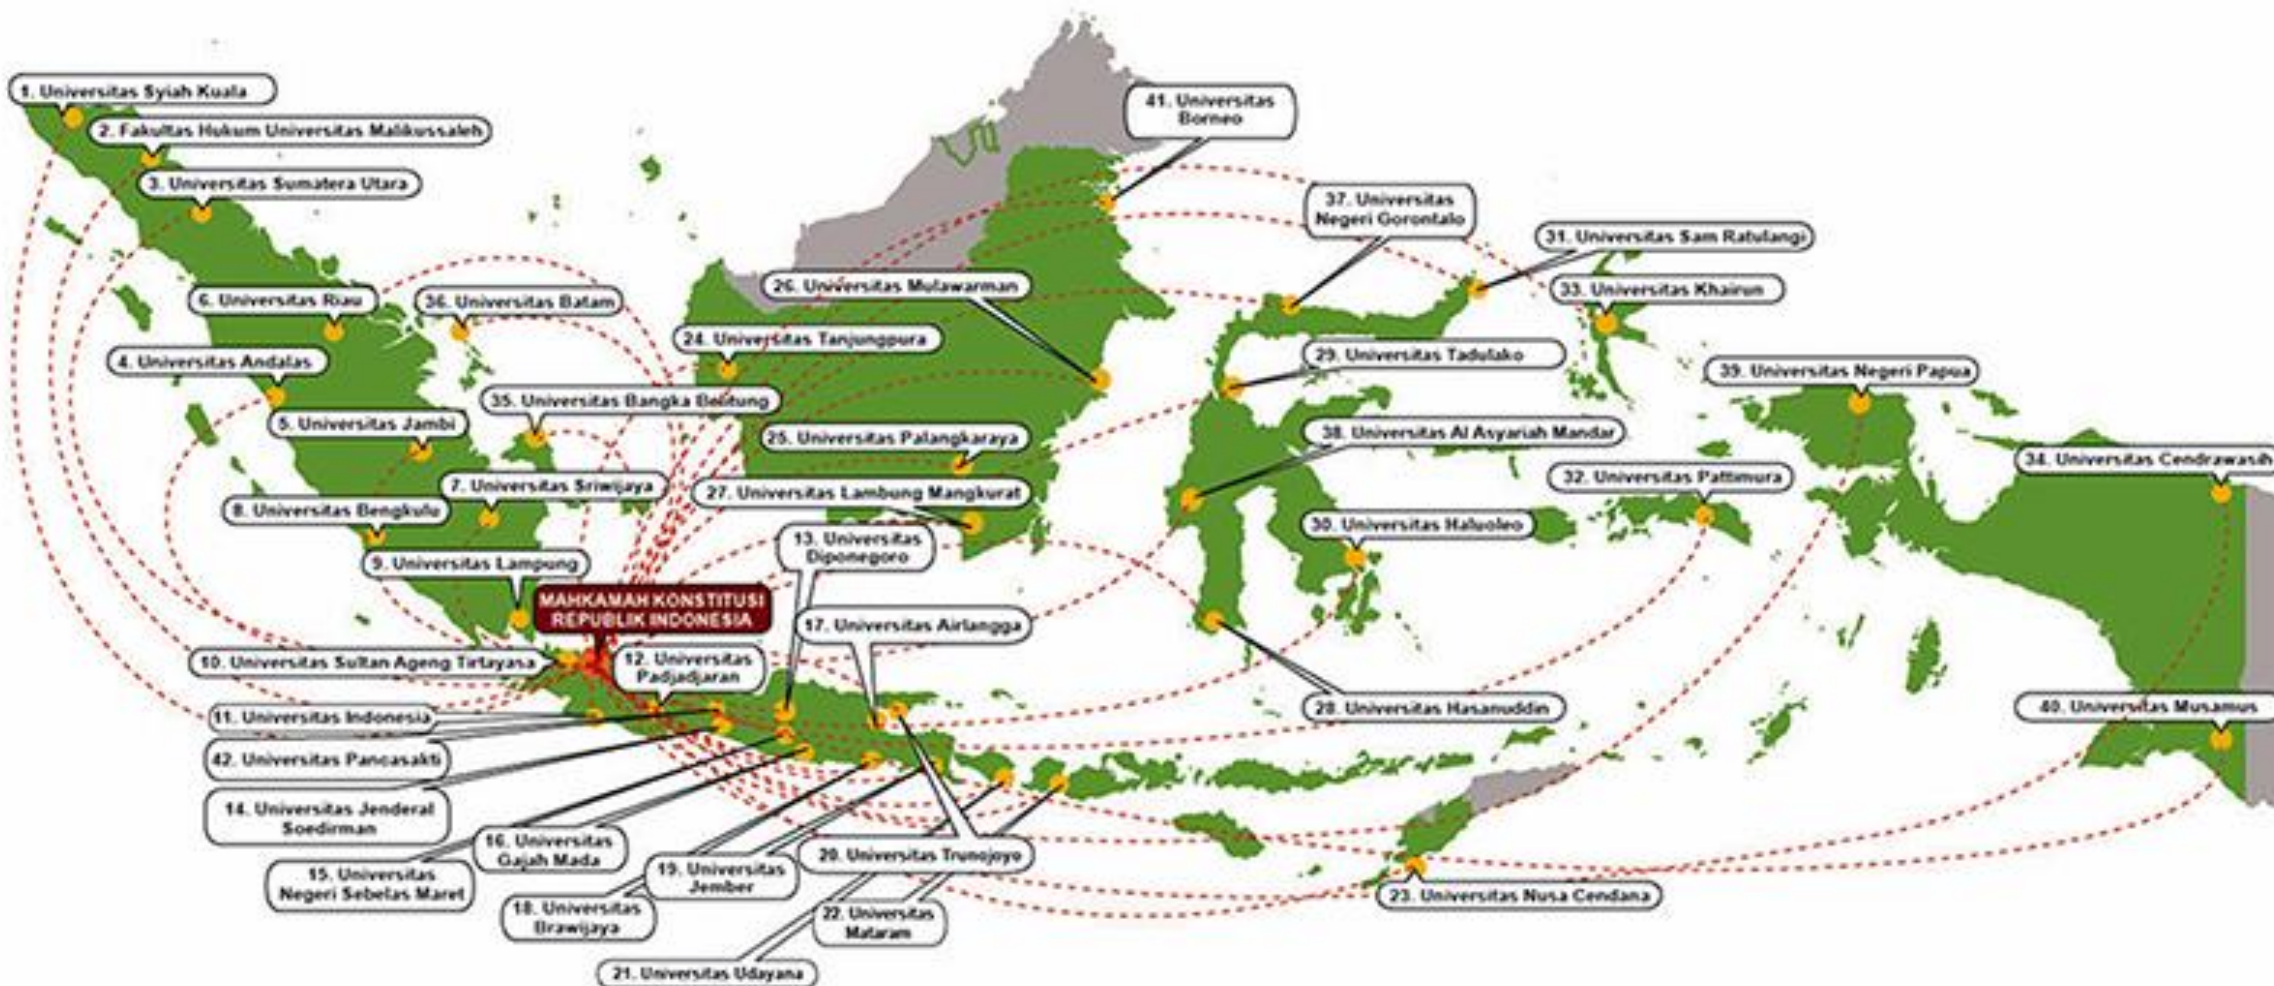 1. Universitas Syiah Kuala
2. Fakultas Hukum Universitas Malikussaleh
3. Universitas Sumatera Utara
41. Universitas
Borneo
37. Universitas
Negeri Gorontalo
31. Universitas Sam Ratulangi
33. Universitas Khairun
26. Universitas Mulawarman
6. Universitas Riau
36. Universitas Batam
24. Universitas Tanjungpura
29. Universitas Tadulako
4. Universitas Andalas
39. Universitas Negeri Papua
35. Universitas Bangka Belitung
5. Universitas Jambi
25. Universitas Palangkaraya
38. Universitas Al Asyariah Mandar
34. Universitas Cendrawasih
7. Universitas Sriwijaya
27. Universitas Lambung Mangkurat
32. Universitas Pattimura
8. Universitas Bengkulu
30. Universitas Haluoleo
13. Universitas
Diponegoro
9. Universitas Lampung
MAHKAMAH KONSTITUSI
REPUBLIK INDONESIA
17. Universitas Airlangga
10. Universitas Sultan Ageng Tirtayasa
12. Universitas
Padjadjaran
11. Universitas Indonesia
28. Universitas Hasanuddin
40. Universitas Musamus
42. Universitas Pancasakti
14. Universitas Jenderal
Soedirman
16. Universitas
Gajah Mada
15. Universitas
Negeri Sebelas Maret
19. Universitas
Jember
20. Universitas Trunojoyo
23. Universitas Nusa Cendana
18. Universitas
Brawijaya
22. Universitas
Mataram
21. Universitas Udayana